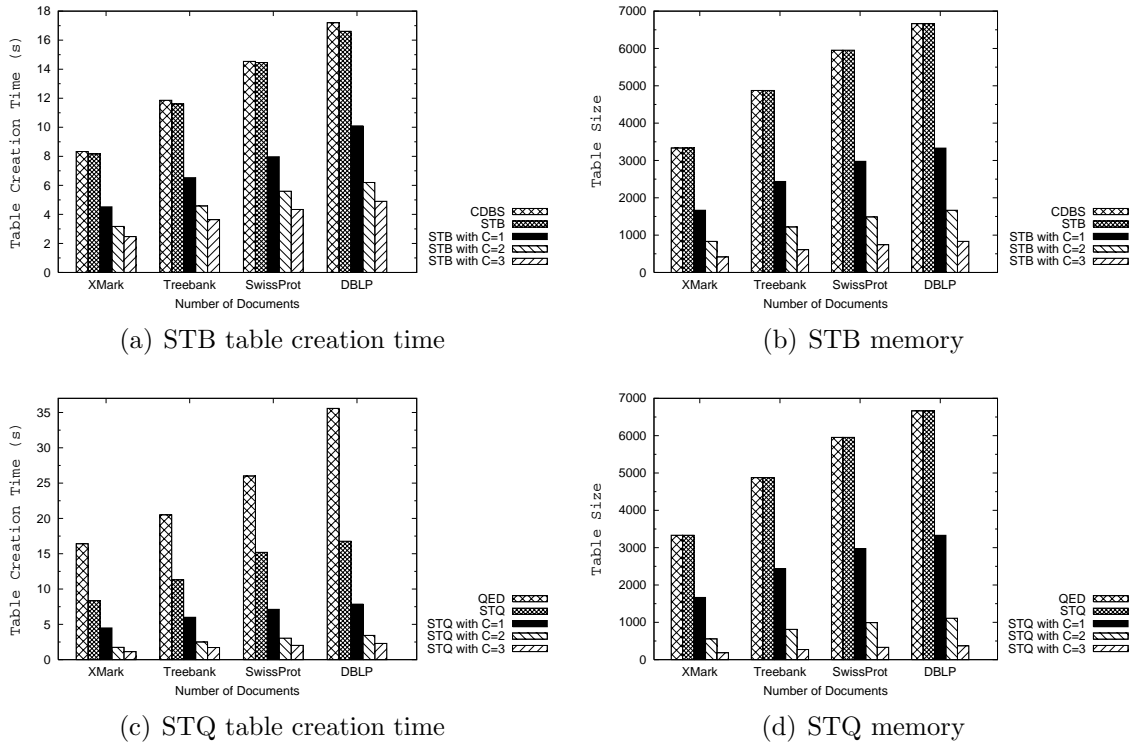 Table Creation Time (s)
18
16
14
12
10
8
6
4
2
0
XMark Treebank SwissProt DBLP
Number of Documents
CDBS
STB
STB with C=1
STB with C=2
STB with C=3
(a) STB table creation time
Table Size
7000
6000
5000
4000
3000
2000
1000
0
XMark Treebank SwissProt DBLP
Number of Documents
CDBS
STB
STB with C=1
STB with C=2
STB with C=3
(b) STB memory
Table Creation Time (s)
35
30
25
20
15
10
5
0
XMark Treebank SwissProt DBLP
Number of Documents
QED
STQ
STQ with C=1
STQ with C=2
STQ with C=3
(c) STQ table creation time
Table Size
7000
6000
5000
4000
3000
2000
1000
0
XMark Treebank SwissProt DBLP
Number of Documents
QED
STQ
STQ with C=1
STQ with C=2
STQ with C=3
(d) STQ memory